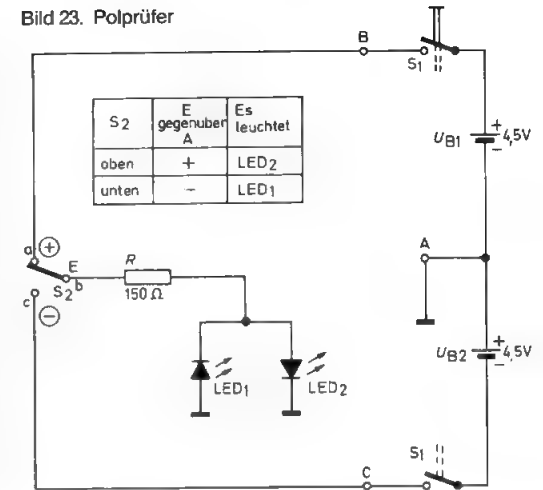 Bild 23. Polprüfer
B
S1
UB1
+
4,5V
−
S2
E
gegenuber
A
Es
leuchtet
oben
+
LED2
unten
−
LED1
A
a
+
E
b
S2
c
−
R
150 Ω
LED1
LED2
UB2
+
4,5V
−
S1
C